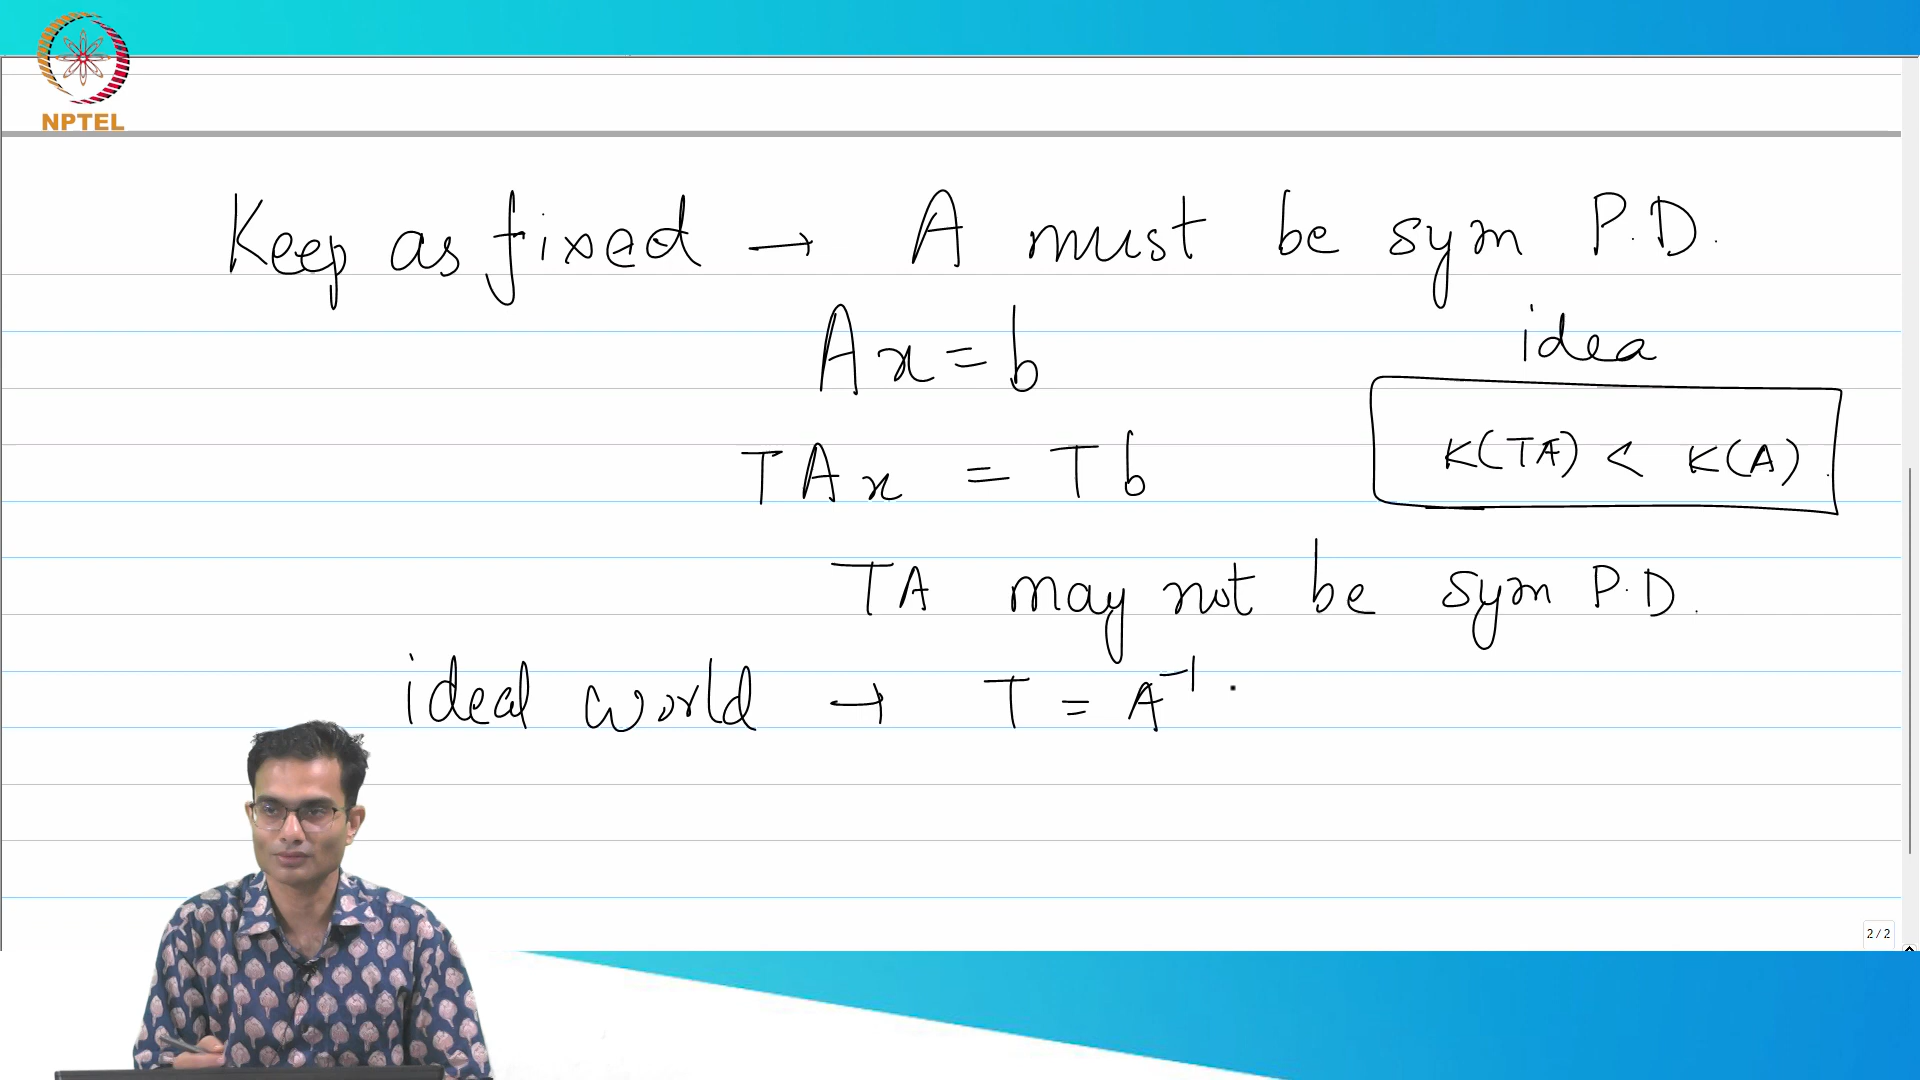 NPTEL
Keep as fixed → A must be sym P.D.
Ax = b
idea
K(TA) < K(A).
TAx = Tb
TA may not be sym P.D.
ideal world → T = A⁻¹.
2 / 2